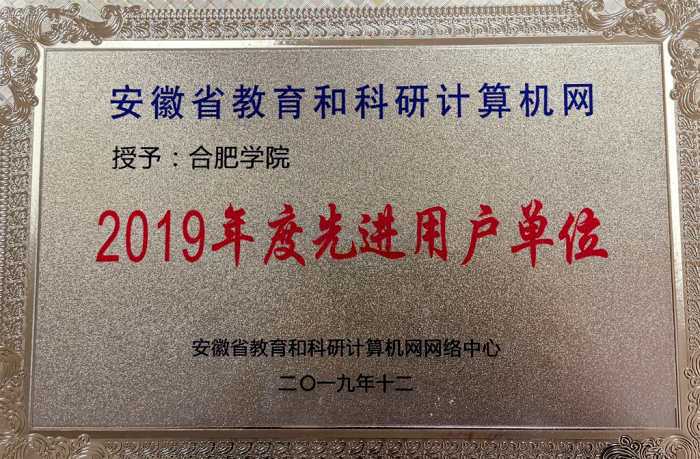 安徽省教育和科研计算机网
授予：合肥学院
2019年度先进用户单位
安徽省教育和科研计算机网网络中心
二〇一九年十二